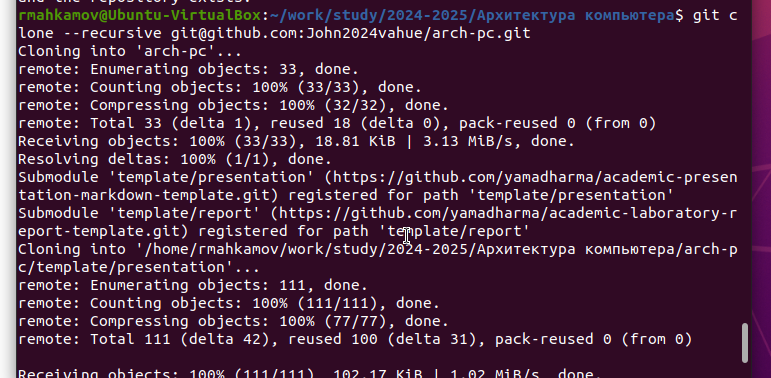 and the repository exists.
rmahkamov@Ubuntu-VirtualBox:~/work/study/2024-2025/Архитектура компьютера$ git c
lone --recursive git@github.com:John2024vahue/arch-pc.git
Cloning into 'arch-pc'...
remote: Enumerating objects: 33, done.
remote: Counting objects: 100% (33/33), done.
remote: Compressing objects: 100% (32/32), done.
remote: Total 33 (delta 1), reused 18 (delta 0), pack-reused 0 (from 0)
Receiving objects: 100% (33/33), 18.81 KiB | 3.13 MiB/s, done.
Resolving deltas: 100% (1/1), done.
Submodule 'template/presentation' (https://github.com/yamadharma/academic-presen
tation-markdown-template.git) registered for path 'template/presentation'
Submodule 'template/report' (https://github.com/yamadharma/academic-laboratory-r
eport-template.git) registered for path 'template/report'
Cloning into '/home/rmahkamov/work/study/2024-2025/Архитектура компьютера/arch-p
c/template/presentation'...
remote: Enumerating objects: 111, done.
remote: Counting objects: 100% (111/111), done.
remote: Compressing objects: 100% (77/77), done.
remote: Total 111 (delta 42), reused 100 (delta 31), pack-reused 0 (from 0)
Receiving objects: 100% (111/111), 102.17 KiB | 1.02 MiB/s, done.